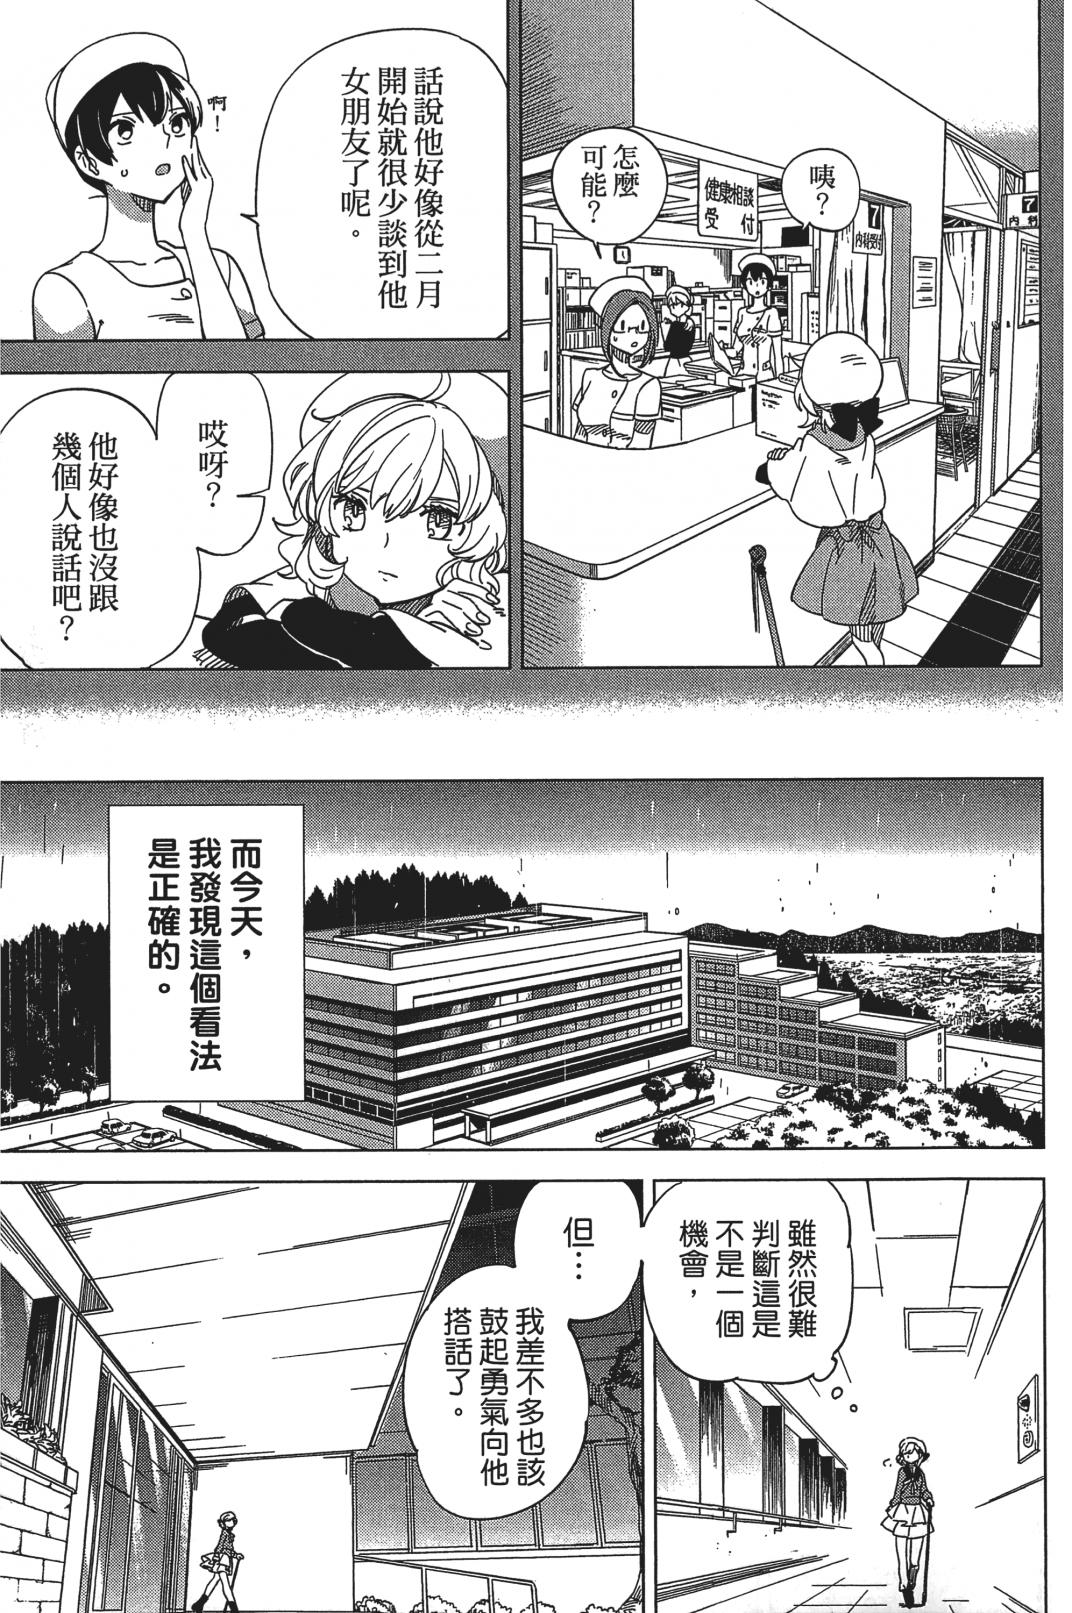 咦？
怎麼
可能？
健康相談
受付
7
內科受付
7
內科
話說他好像從二月
開始就很少談到他
女朋友了呢。
啊！
哎呀？
他好像也沒跟
幾個人說話吧？
而今天，
我發現這個看法
是正確的。
雖然很難
判斷這是
不是一個
機會，
但…
我差不多也該
鼓起勇氣向他
搭話了。